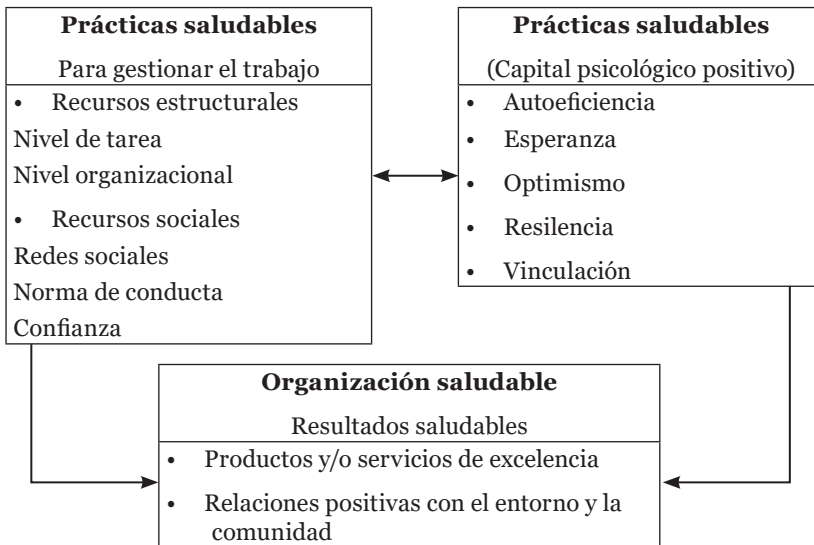 Prácticas saludables
Para gestionar el trabajo
• Recursos estructurales
Nivel de tarea
Nivel organizacional
• Recursos sociales
Redes sociales
Norma de conducta
Confianza
Prácticas saludables
(Capital psicológico positivo)
• Autoeficiencia
• Esperanza
• Optimismo
• Resilencia
• Vinculación
Organización saludable
Resultados saludables
• Productos y/o servicios de excelencia
• Relaciones positivas con el entorno y la
comunidad